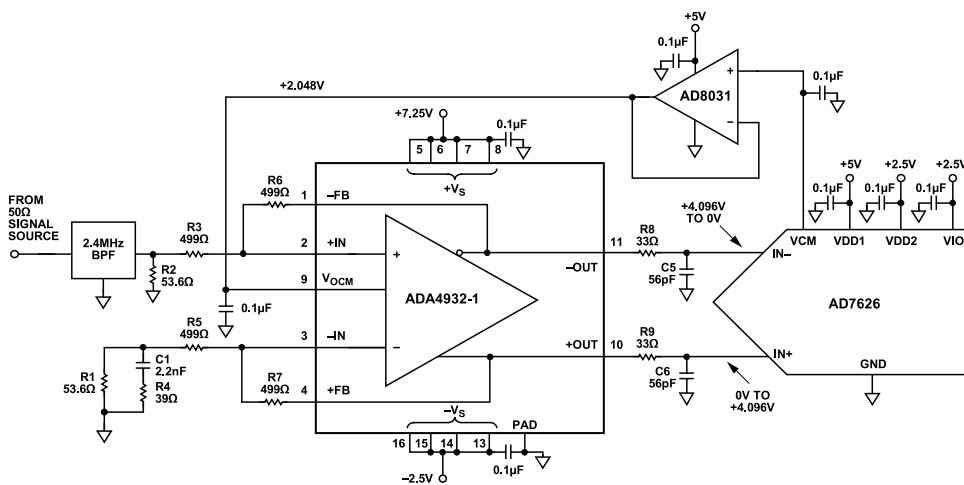 +5V
0.1µF
AD8031
+
−
0.1µF
+2.048V
+7.25V
0.1µF
5 6 7 8
+VS
+5V
+2.5V
+2.5V
0.1µF
0.1µF
0.1µF
VCM
VDD1
VDD2
VIO
FROM
50Ω
SIGNAL
SOURCE
2.4MHz
BPF
R2
53.6Ω
R3
499Ω
R6
499Ω
1
−FB
2
+IN
+
9
VOCM
0.1µF
ADA4932-1
R5
499Ω
3
−IN
−
R7
499Ω
4
+FB
R1
53.6Ω
C1
2.2nF
R4
39Ω
11
−OUT
R8
33Ω
C5
56pF
+4.096V
TO 0V
IN−
AD7626
+OUT
10
R9
33Ω
C6
56pF
IN+
0V TO
+4.096V
GND
−VS
PAD
16 15 14 13
0.1µF
−2.5V